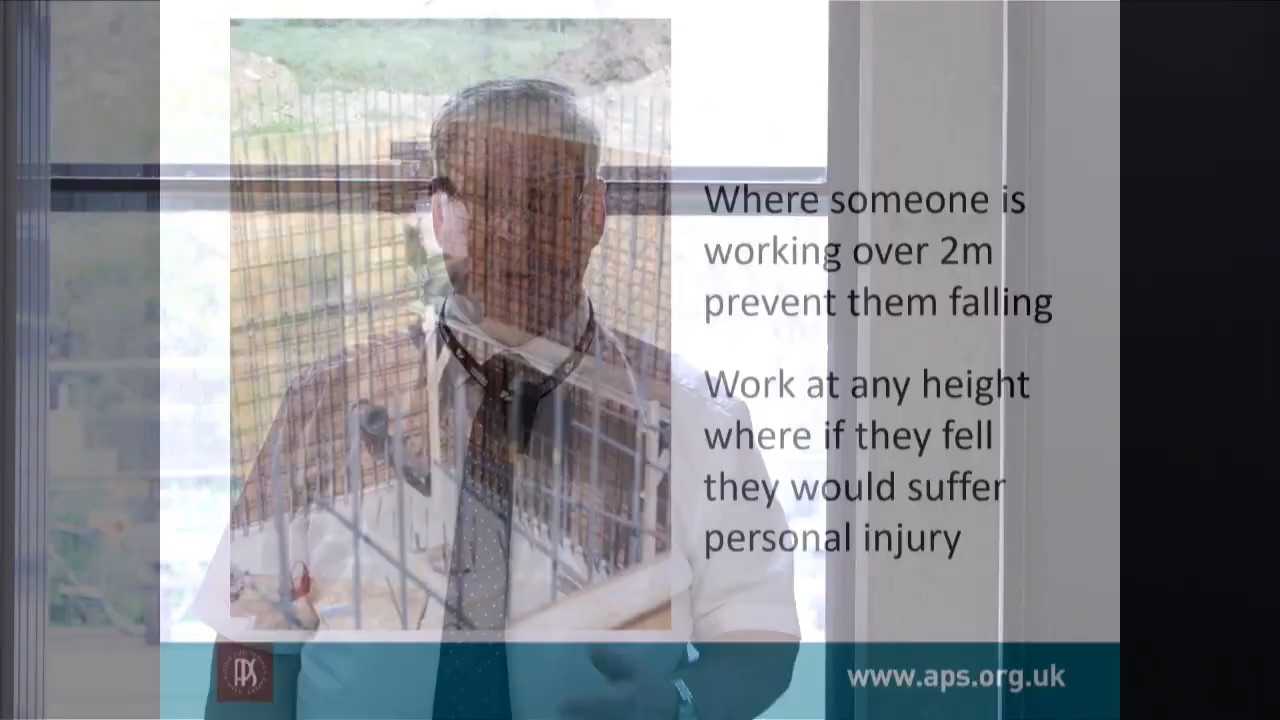 Where someone is
working over 2m
prevent them falling
Work at any height
where if they fell
they would suffer
personal injury
APS
www.aps.org.uk